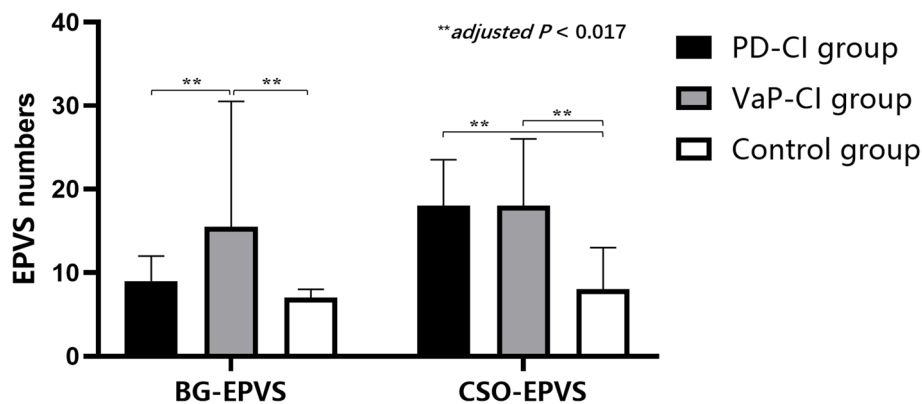 40
**adjusted P < 0.017
30
20
10
0
EPVS numbers
** **
** **
BG-EPVS
CSO-EPVS
PD-CI group
VaP-CI group
Control group